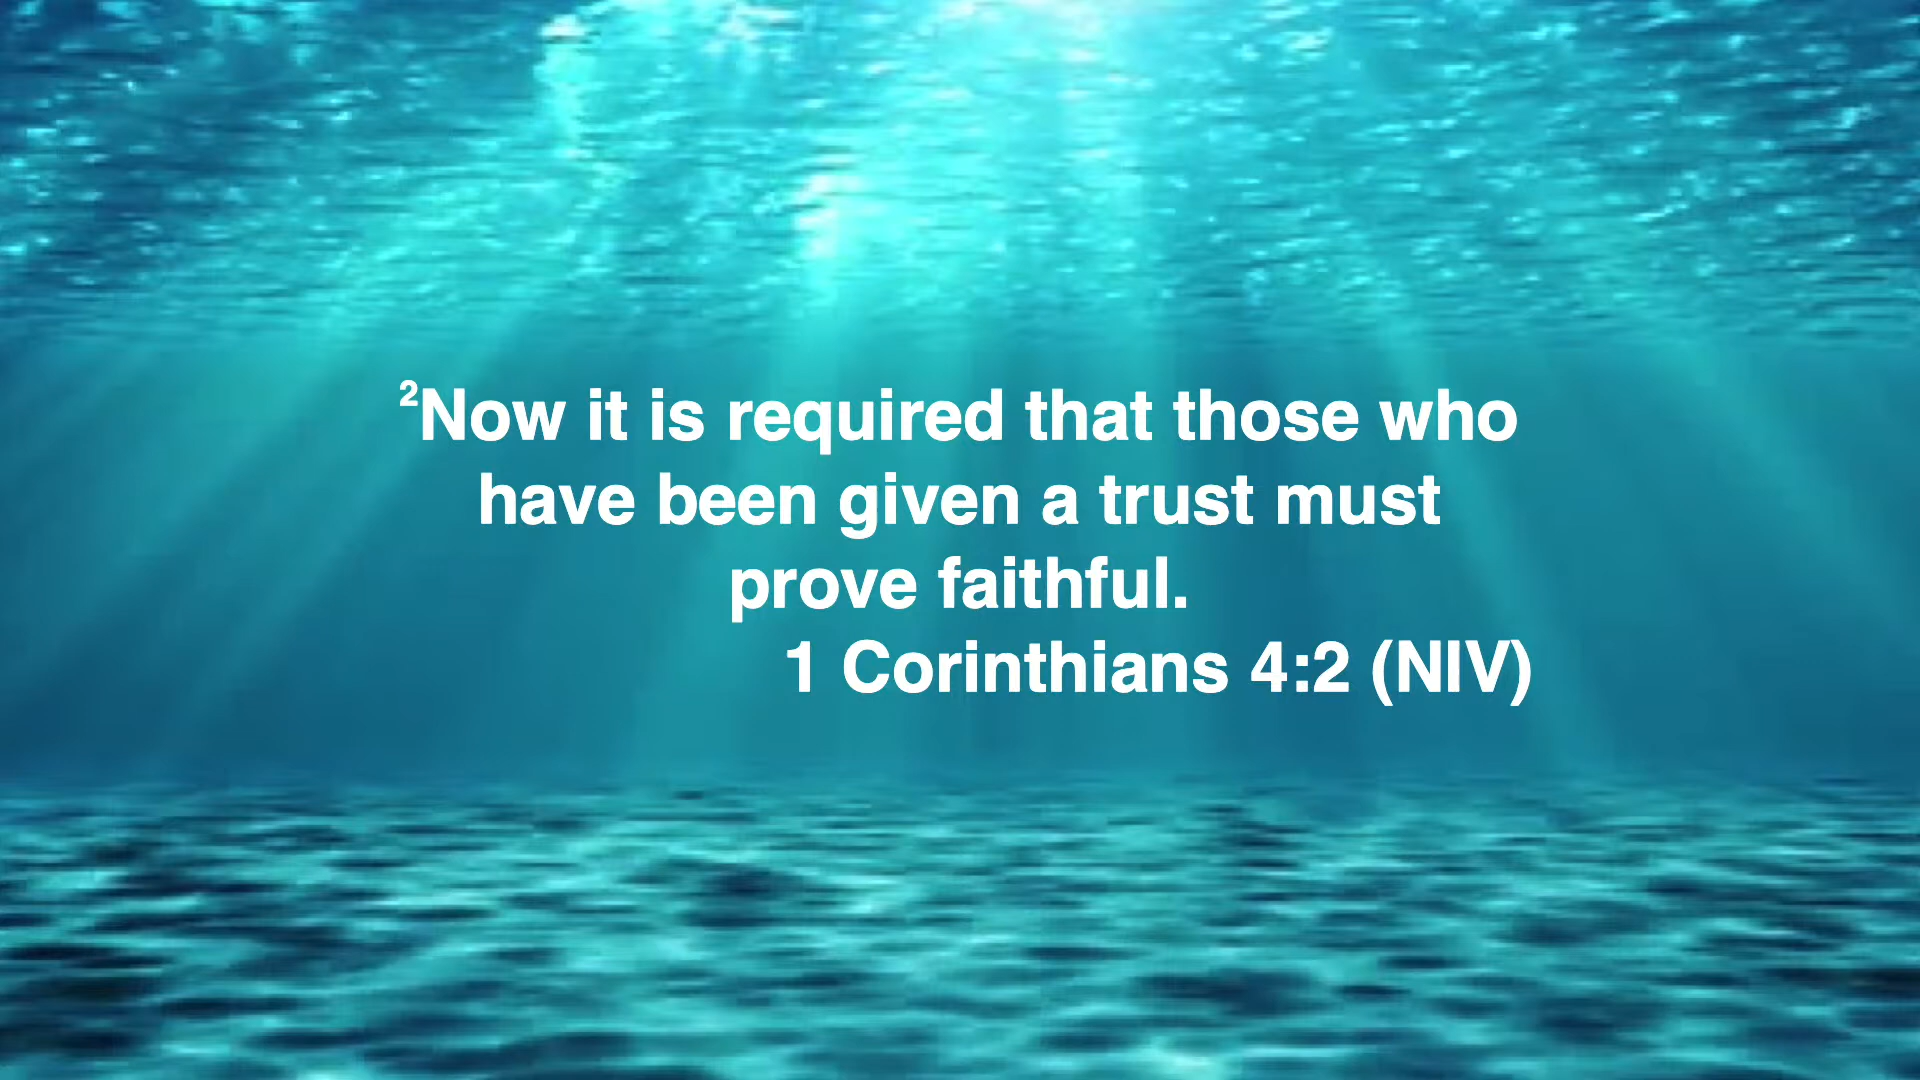 ²Now it is required that those who
have been given a trust must
prove faithful.
1 Corinthians 4:2 (NIV)